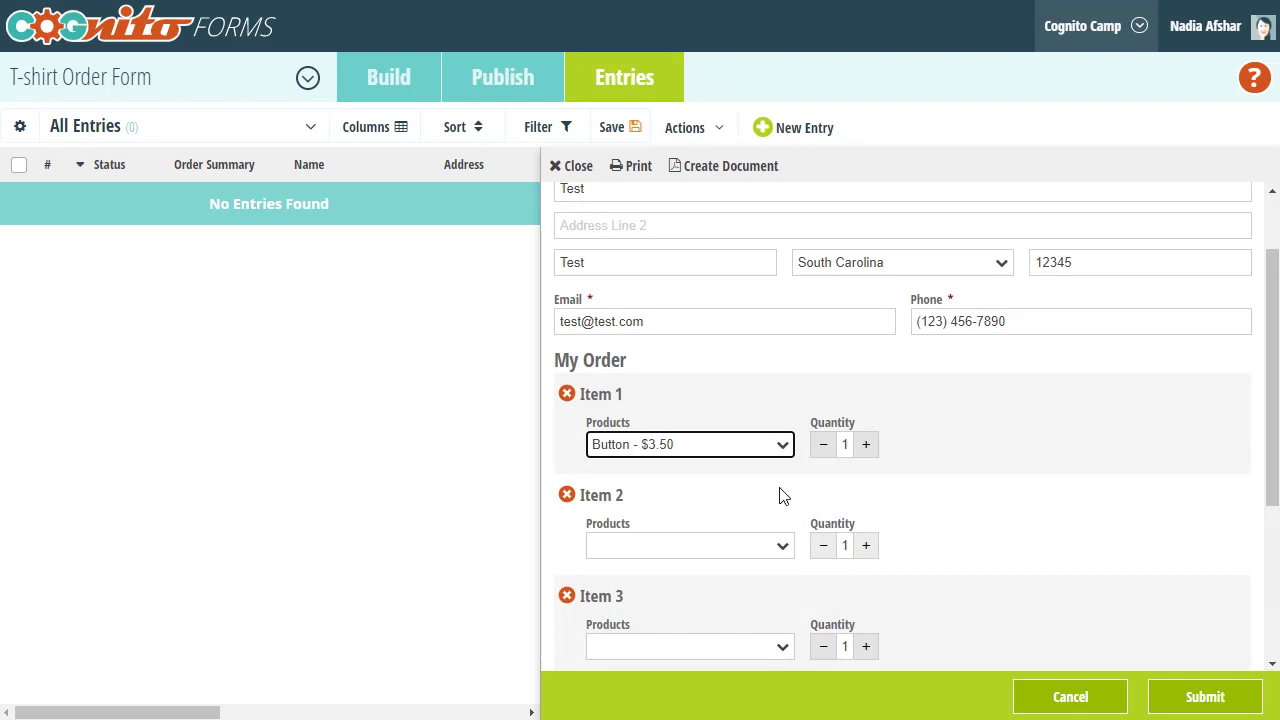 COGnito FORMS
Cognito Camp
Nadia Afshar
T-shirt Order Form
Build
Publish
Entries
?
All Entries (0)
Columns
Sort
Filter
Save
Actions
New Entry
#
Status
Order Summary
Name
Address
Close
Print
Create Document
No Entries Found
Test
Address Line 2
Test
South Carolina
12345
Email *
Phone *
test@test.com
(123) 456-7890
My Order
Item 1
Products
Quantity
Button - $3.50
− 1 +
Item 2
Products
Quantity
− 1 +
Item 3
Products
Quantity
− 1 +
Cancel
Submit